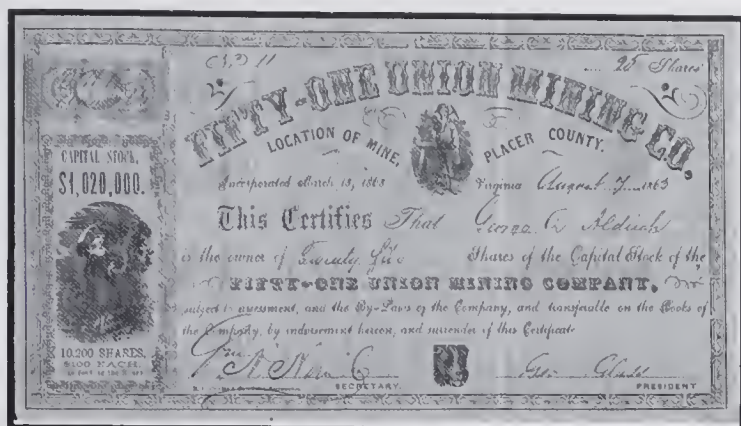 No 11
25 Shares
FIFTY-ONE UNION MINING CO.
LOCATION OF MINE, PLACER COUNTY.
CAPITAL STOCK,
$1,020,000.
Incorporated March 13, 1863
Virginia August 7 1863
This Certifies That George A Aldrich
is the owner of Twenty five Shares of the Capital Stock of the
FIFTY-ONE UNION MINING COMPANY,
subject to assessment, and the By-Laws of the Company, and transferable on the Books of
the Company, by indorsement hereon, and surrender of this Certificate
10,200 SHARES,
$100 EACH.
SECRETARY.
PRESIDENT